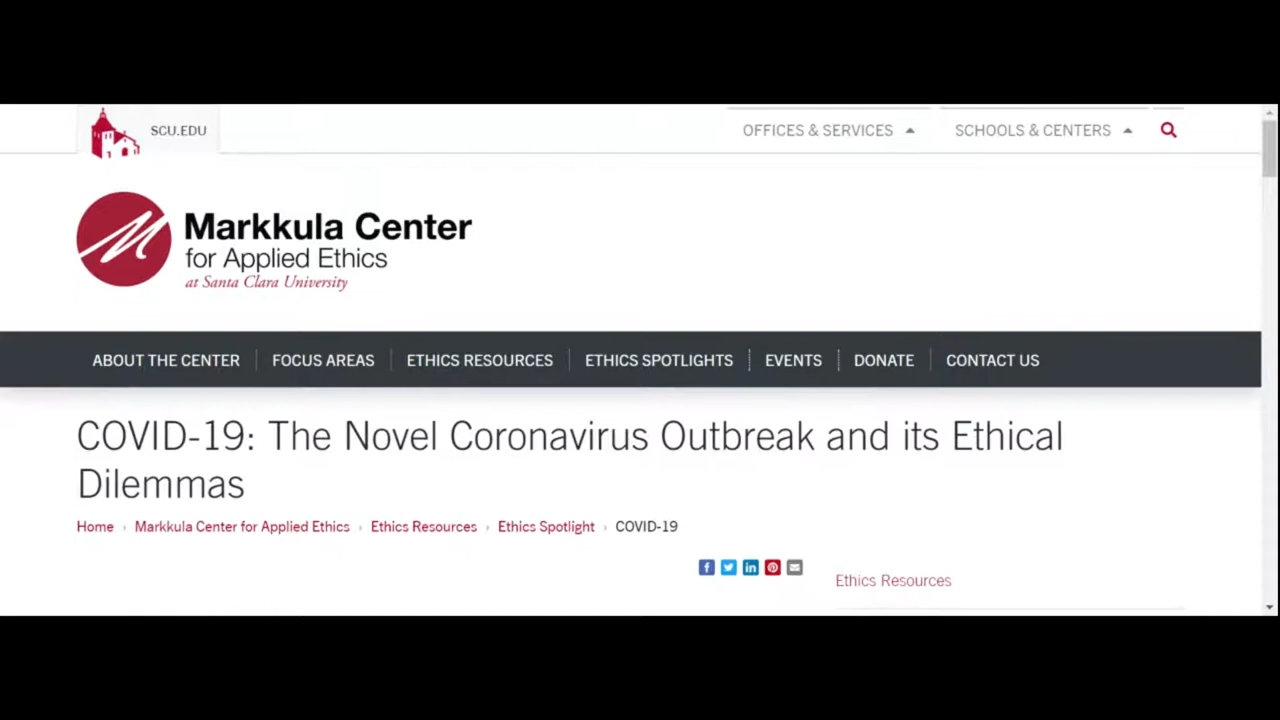 SCU.EDU
OFFICES & SERVICES
SCHOOLS & CENTERS
Markkula Center
for Applied Ethics
at Santa Clara University
ABOUT THE CENTER
FOCUS AREAS
ETHICS RESOURCES
ETHICS SPOTLIGHTS
EVENTS
DONATE
CONTACT US
COVID-19: The Novel Coronavirus Outbreak and its Ethical
Dilemmas
Home › Markkula Center for Applied Ethics › Ethics Resources › Ethics Spotlight › COVID-19
Ethics Resources